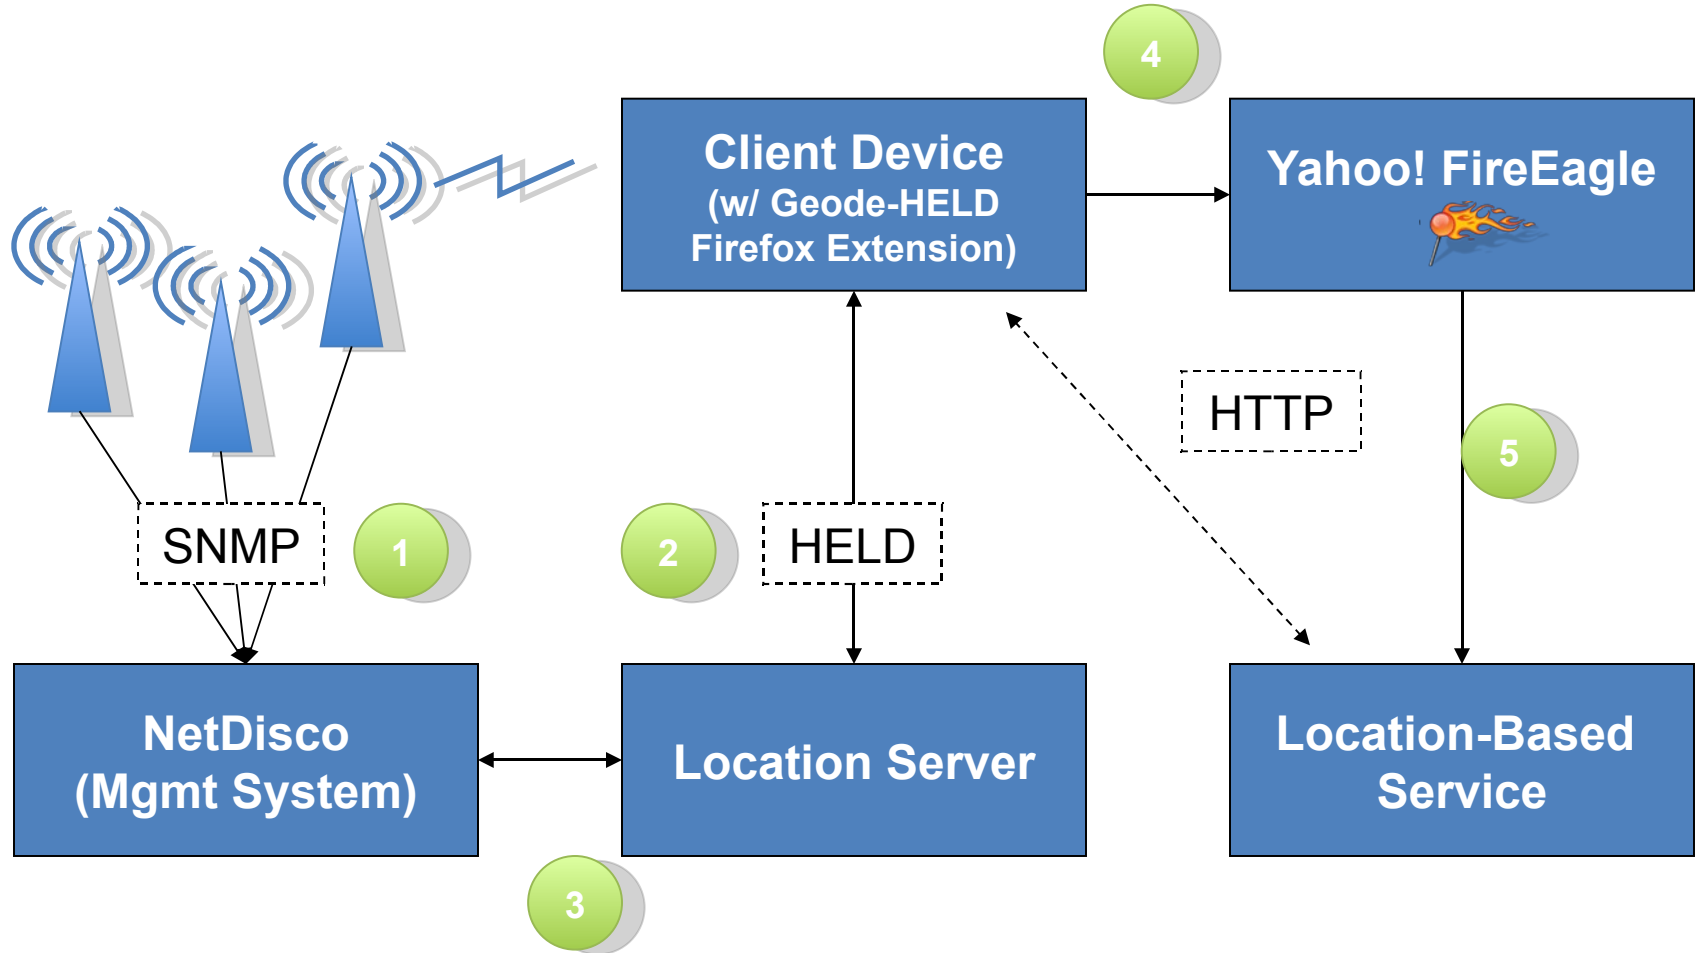 4
Client Device
(w/ Geode-HELD
Firefox Extension)
Yahoo! FireEagle
HTTP
5
SNMP
1
2
HELD
NetDisco
(Mgmt System)
Location Server
Location-Based
Service
3